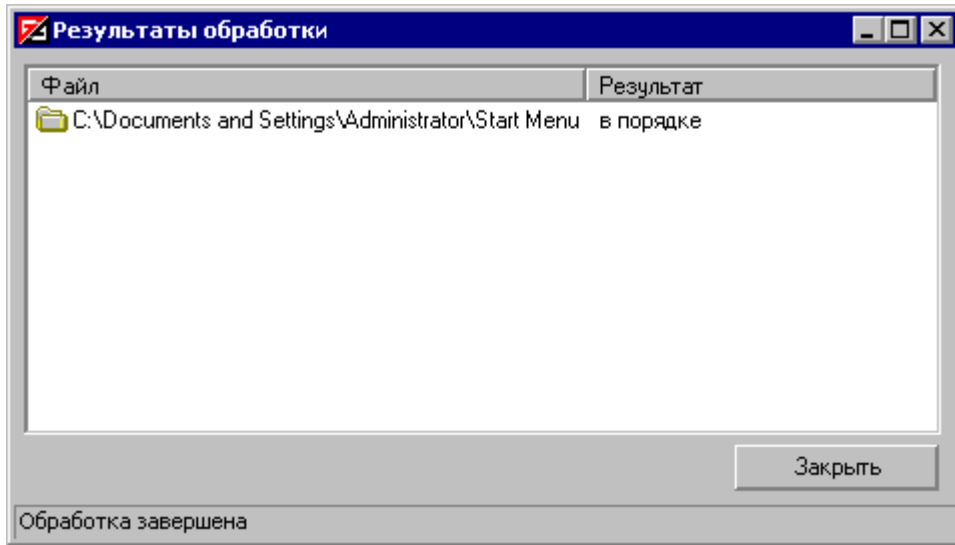 Результаты обработки
Файл Результат
C:\Documents and Settings\Administrator\Start Menu в порядке
Закрыть
Обработка завершена